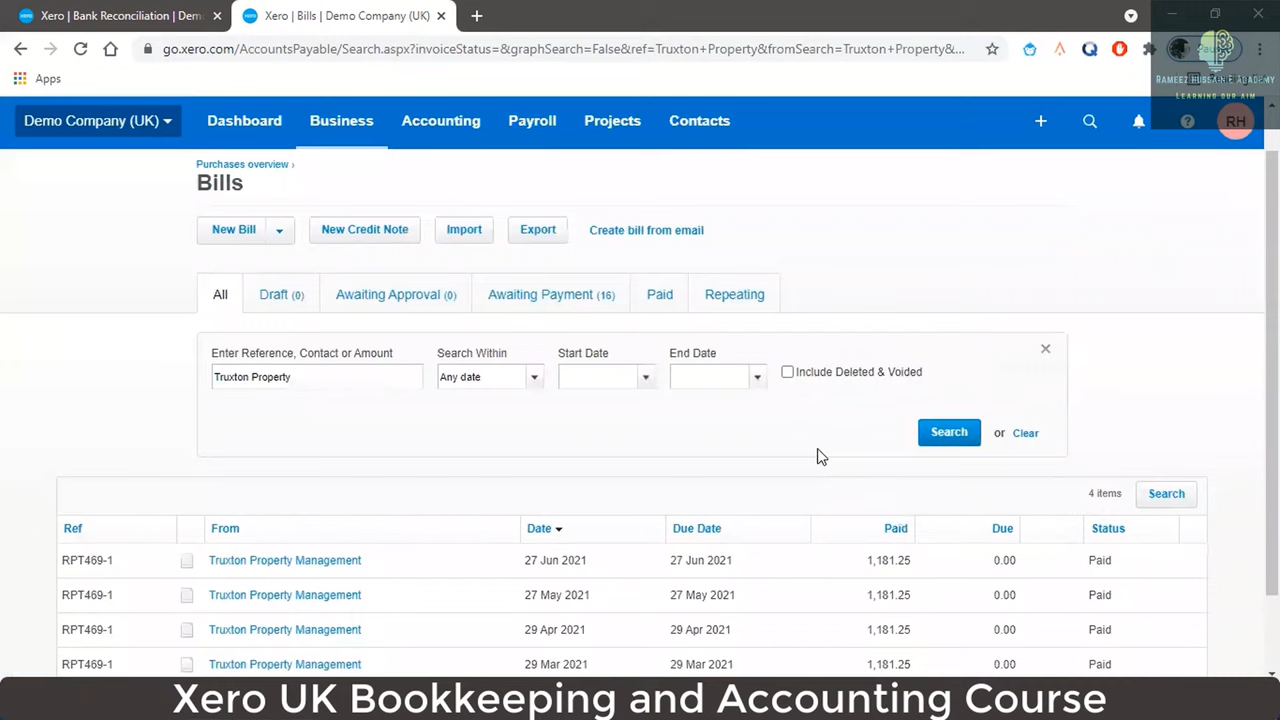 Xero | Bank Reconciliation | Dem
Xero | Bills | Demo Company (UK)
go.xero.com/AccountsPayable/Search.aspx?invoiceStatus=&graphSearch=False&ref=Truxton+Property&fromSearch=Truxton+Property&...
Apps
RAMEEZ HUSSAIN E ACADEMY
LEARNING OUR AIM
Demo Company (UK) Dashboard Business Accounting Payroll Projects Contacts RH
Purchases overview ›
Bills
New Bill New Credit Note Import Export Create bill from email
All Draft (0) Awaiting Approval (0) Awaiting Payment (16) Paid Repeating
Enter Reference, Contact or Amount Search Within Start Date End Date
Truxton Property Any date Include Deleted & Voided
Search or Clear
4 items Search
Ref From Date Due Date Paid Due Status
RPT469-1 Truxton Property Management 27 Jun 2021 27 Jun 2021 1,181.25 0.00 Paid
RPT469-1 Truxton Property Management 27 May 2021 27 May 2021 1,181.25 0.00 Paid
RPT469-1 Truxton Property Management 29 Apr 2021 29 Apr 2021 1,181.25 0.00 Paid
RPT469-1 Truxton Property Management 29 Mar 2021 29 Mar 2021 1,181.25 0.00 Paid
Xero UK Bookkeeping and Accounting Course